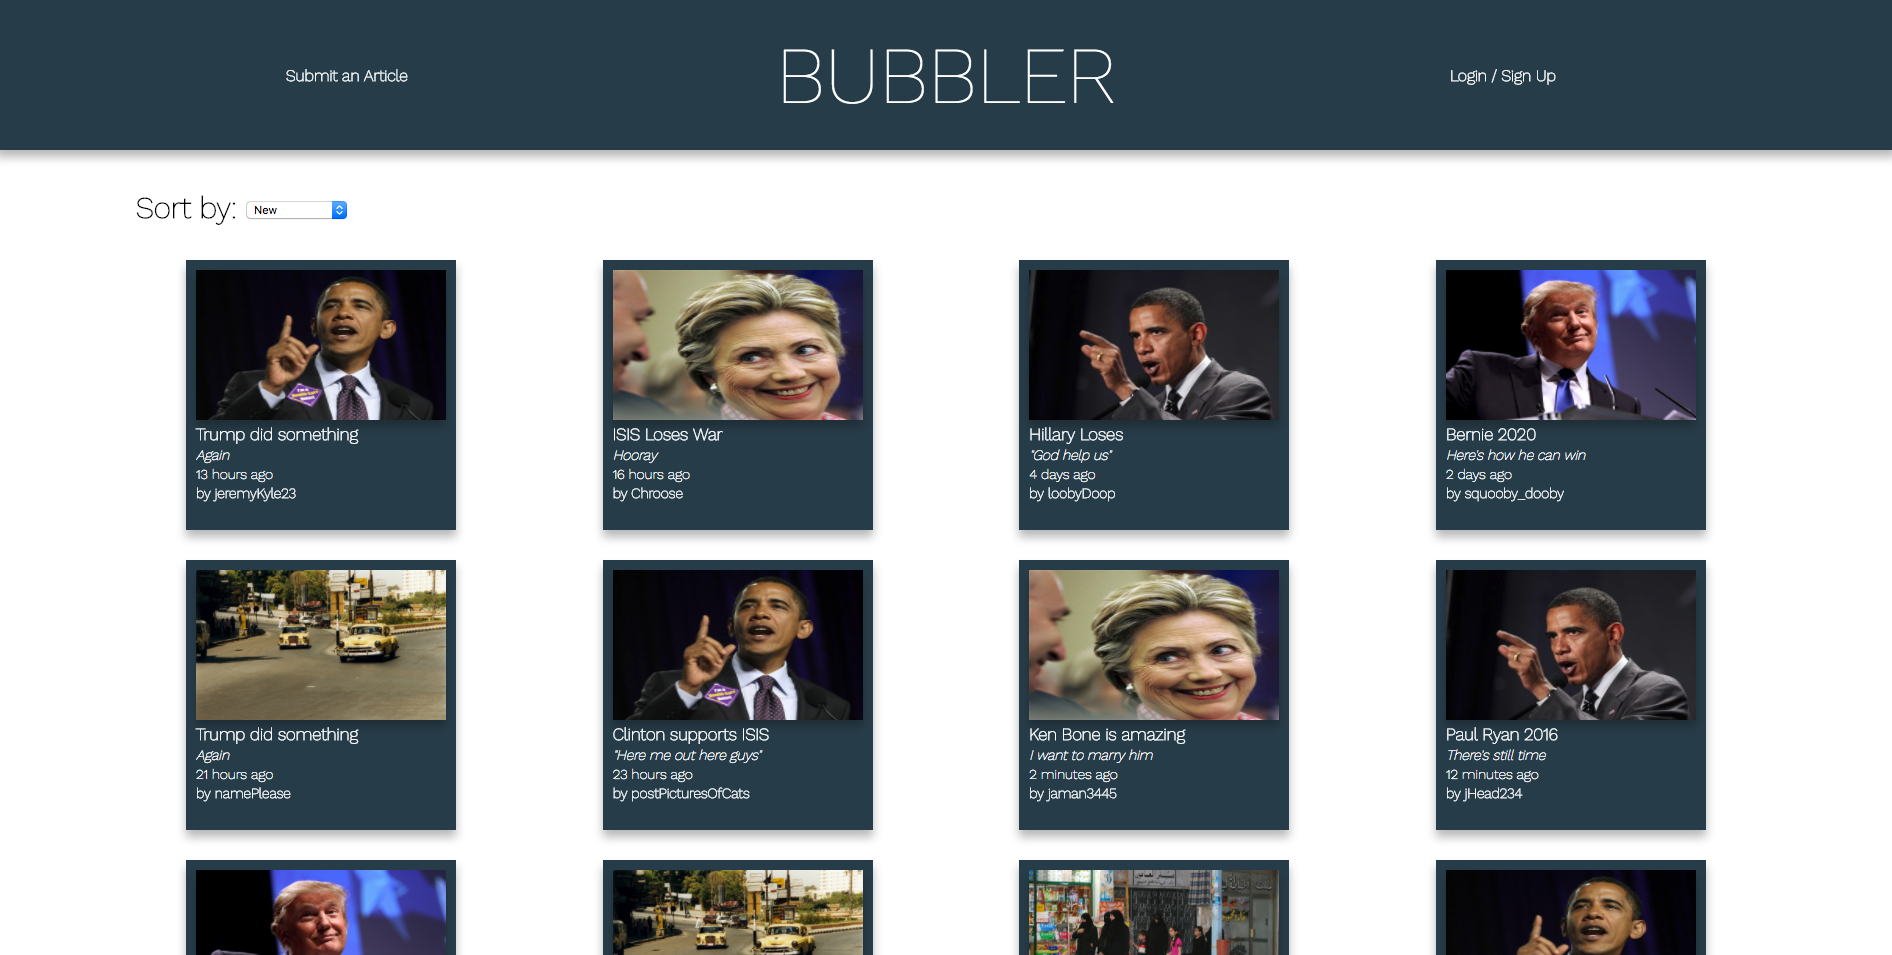 Submit an Article
BUBBLER
Login / Sign Up
Sort by:
New
Trump did something
Again
13 hours ago
by jeremyKyle23
ISIS Loses War
Hooray
16 hours ago
by Chroose
Hillary Loses
"God help us"
4 days ago
by loobyDoop
Bernie 2020
Here's how he can win
2 days ago
by squooby_dooby
Trump did something
Again
21 hours ago
by namePlease
Clinton supports ISIS
"Here me out here guys"
23 hours ago
by postPicturesOfCats
Ken Bone is amazing
I want to marry him
2 minutes ago
by jaman3445
Paul Ryan 2016
There's still time
12 minutes ago
by jHead234